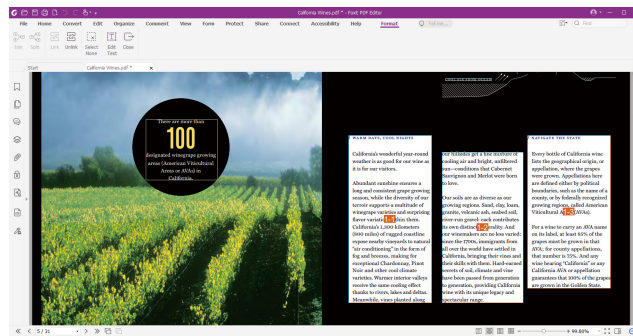 California Wines.pdf * - Foxit PDF Editor
File Home Convert Edit Organize Comment View Form Protect Share Connect Accessibility Help Format
Find
Join Split Link Unlink Select None Edit Text Close
Start California Wines.pdf *
There are more than
100
designated winegrape growing
areas (American Viticultural
Areas or AVAs) in
California.
WARM DAYS, COOL NIGHTS
California's wonderful year-round
weather is as good for our wine as
it is for our visitors.
Abundant sunshine ensures a
long and consistent grape growing
season, while the diversity of our
terroir supports a multitude of
winegrape varieties and surprising
flavor variati 1-1 hin them.
California's 1,300 kilometers
(800 miles) of rugged coastline
expose nearby vineyards to natural
"air conditioning" in the form of
fog and breezes, making for
exceptional Chardonnay, Pinot
Noir and other cool climate
varieties. Warmer interior valleys
receive the same cooling effect
thanks to rivers, lakes and deltas.
Meanwhile, vines planted along
our hillsides get a fine mixture of
cooling air and bright, unfiltered
sun—conditions that Cabernet
Sauvignon and Merlot were born
to love.
Our soils are as diverse as our
growing regions. Sand, clay, loam,
granite, volcanic ash, seabed soil,
river-run gravel: each contributes
its own distinct 1-2 erality. And
our winemakers are no less varied:
since the 1700s, immigrants from
all over the world have settled in
California, bringing their vines and
their skills with them. Hard-earned
secrets of soil, climate and vine
have been passed from generation
to generation, providing California
wine with its unique legacy and
spectacular range.
NAVIGATE THE STATE
Every bottle of California wine
lists the geographical origin, or
appellation, where the grapes
were grown. Appellations here
are defined either by political
boundaries, such as the name of a
county, or by federally recognized
growing regions, called American
Viticultural A 1-3 (AVAs).
For a wine to carry an AVA name
on its label, at least 85% of the
grapes must be grown in that
AVA; for county appellations,
that number is 75%. And any
wine bearing "California" or any
California AVA or appellation
guarantees that 100% of the grapes
are grown in the Golden State.
5 / 31
99.80%